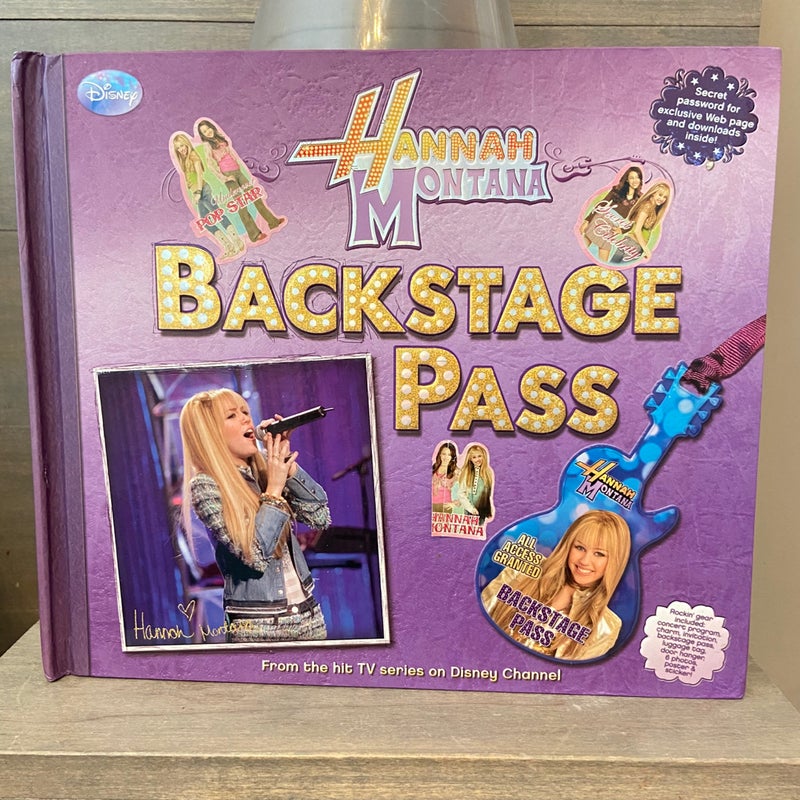 Disney
Secret
password for
exclusive Web page
and downloads
inside!
HANNAH
MONTANA
POP STAR
Secret
Celebrity
BACKSTAGE
PASS
HANNAH
MONTANA
HANNAH
MONTANA
ALL
ACCESS
GRANTED
BACKSTAGE
PASS
Hannah Montana
Rockin' gear
included:
concert program,
charm, invitation,
backstage pass,
luggage tag,
door hanger,
6 photos,
poster &
sticker!
From the hit TV series on Disney Channel